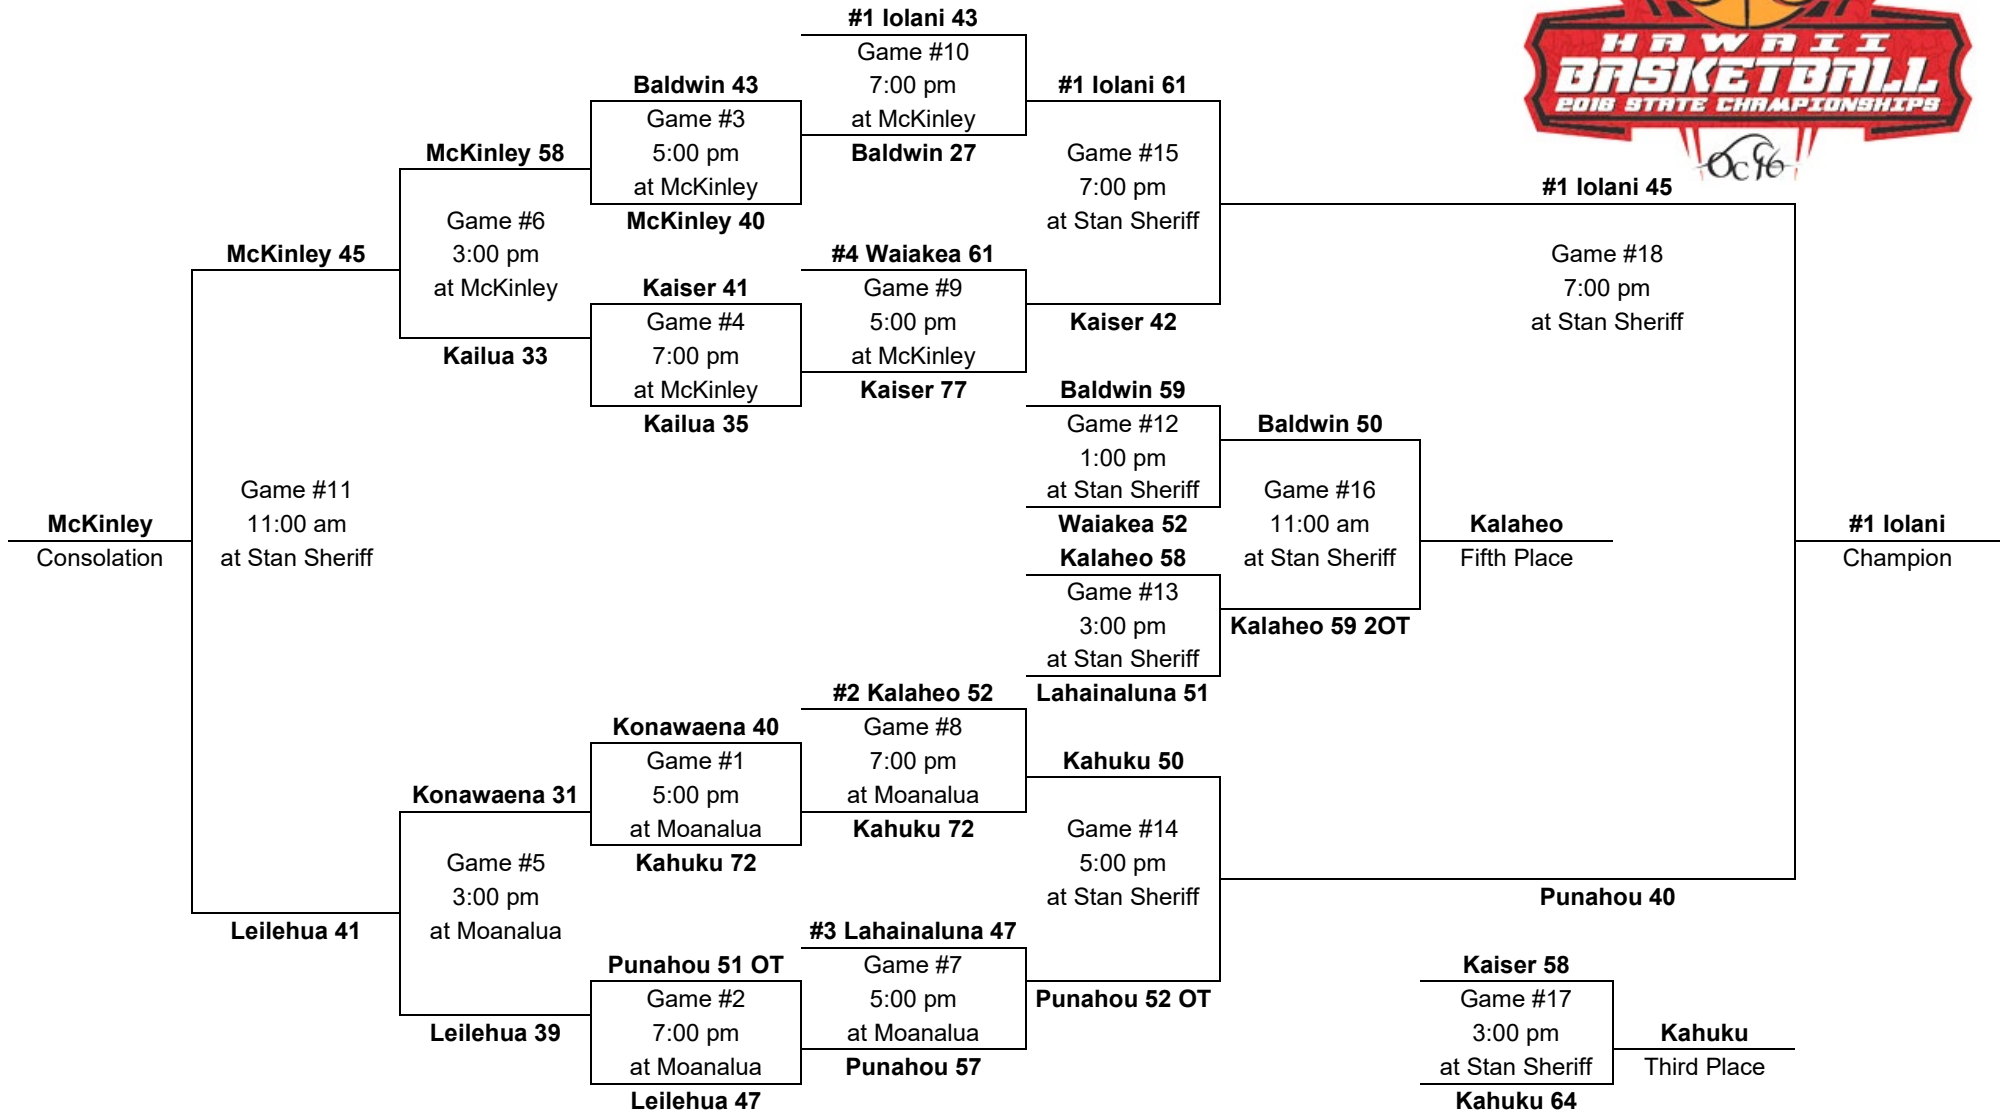 HAWAII
BASKETBALL
2016 STATE CHAMPIONSHIPS
OC16
McKinley
Consolation
McKinley 45
Game #11
11:00 am
at Stan Sheriff
Leilehua 41
McKinley 58
Game #6
3:00 pm
at McKinley
Kailua 33
Konawaena 31
Game #5
3:00 pm
at Moanalua
Leilehua 39
Baldwin 43
Game #3
5:00 pm
at McKinley
McKinley 40
Kaiser 41
Game #4
7:00 pm
at McKinley
Kailua 35
Konawaena 40
Game #1
5:00 pm
at Moanalua
Kahuku 72
Punahou 51 OT
Game #2
7:00 pm
at Moanalua
Leilehua 47
#1 Iolani 43
Game #10
7:00 pm
at McKinley
Baldwin 27
#4 Waiakea 61
Game #9
5:00 pm
at McKinley
Kaiser 77
#2 Kalaheo 52
Game #8
7:00 pm
at Moanalua
Kahuku 72
#3 Lahainaluna 47
Game #7
5:00 pm
at Moanalua
Punahou 57
#1 Iolani 61
Game #15
7:00 pm
at Stan Sheriff
Kaiser 42
Baldwin 59
Game #12
1:00 pm
at Stan Sheriff
Waiakea 52
Kalaheo 58
Game #13
3:00 pm
at Stan Sheriff
Lahainaluna 51
Kahuku 50
Game #14
5:00 pm
at Stan Sheriff
Punahou 52 OT
Baldwin 50
Game #16
11:00 am
at Stan Sheriff
Kalaheo 59 2OT
Kalaheo
Fifth Place
#1 Iolani 45
Game #18
7:00 pm
at Stan Sheriff
Punahou 40
Kaiser 58
Game #17
3:00 pm
at Stan Sheriff
Kahuku 64
Kahuku
Third Place
#1 Iolani
Champion